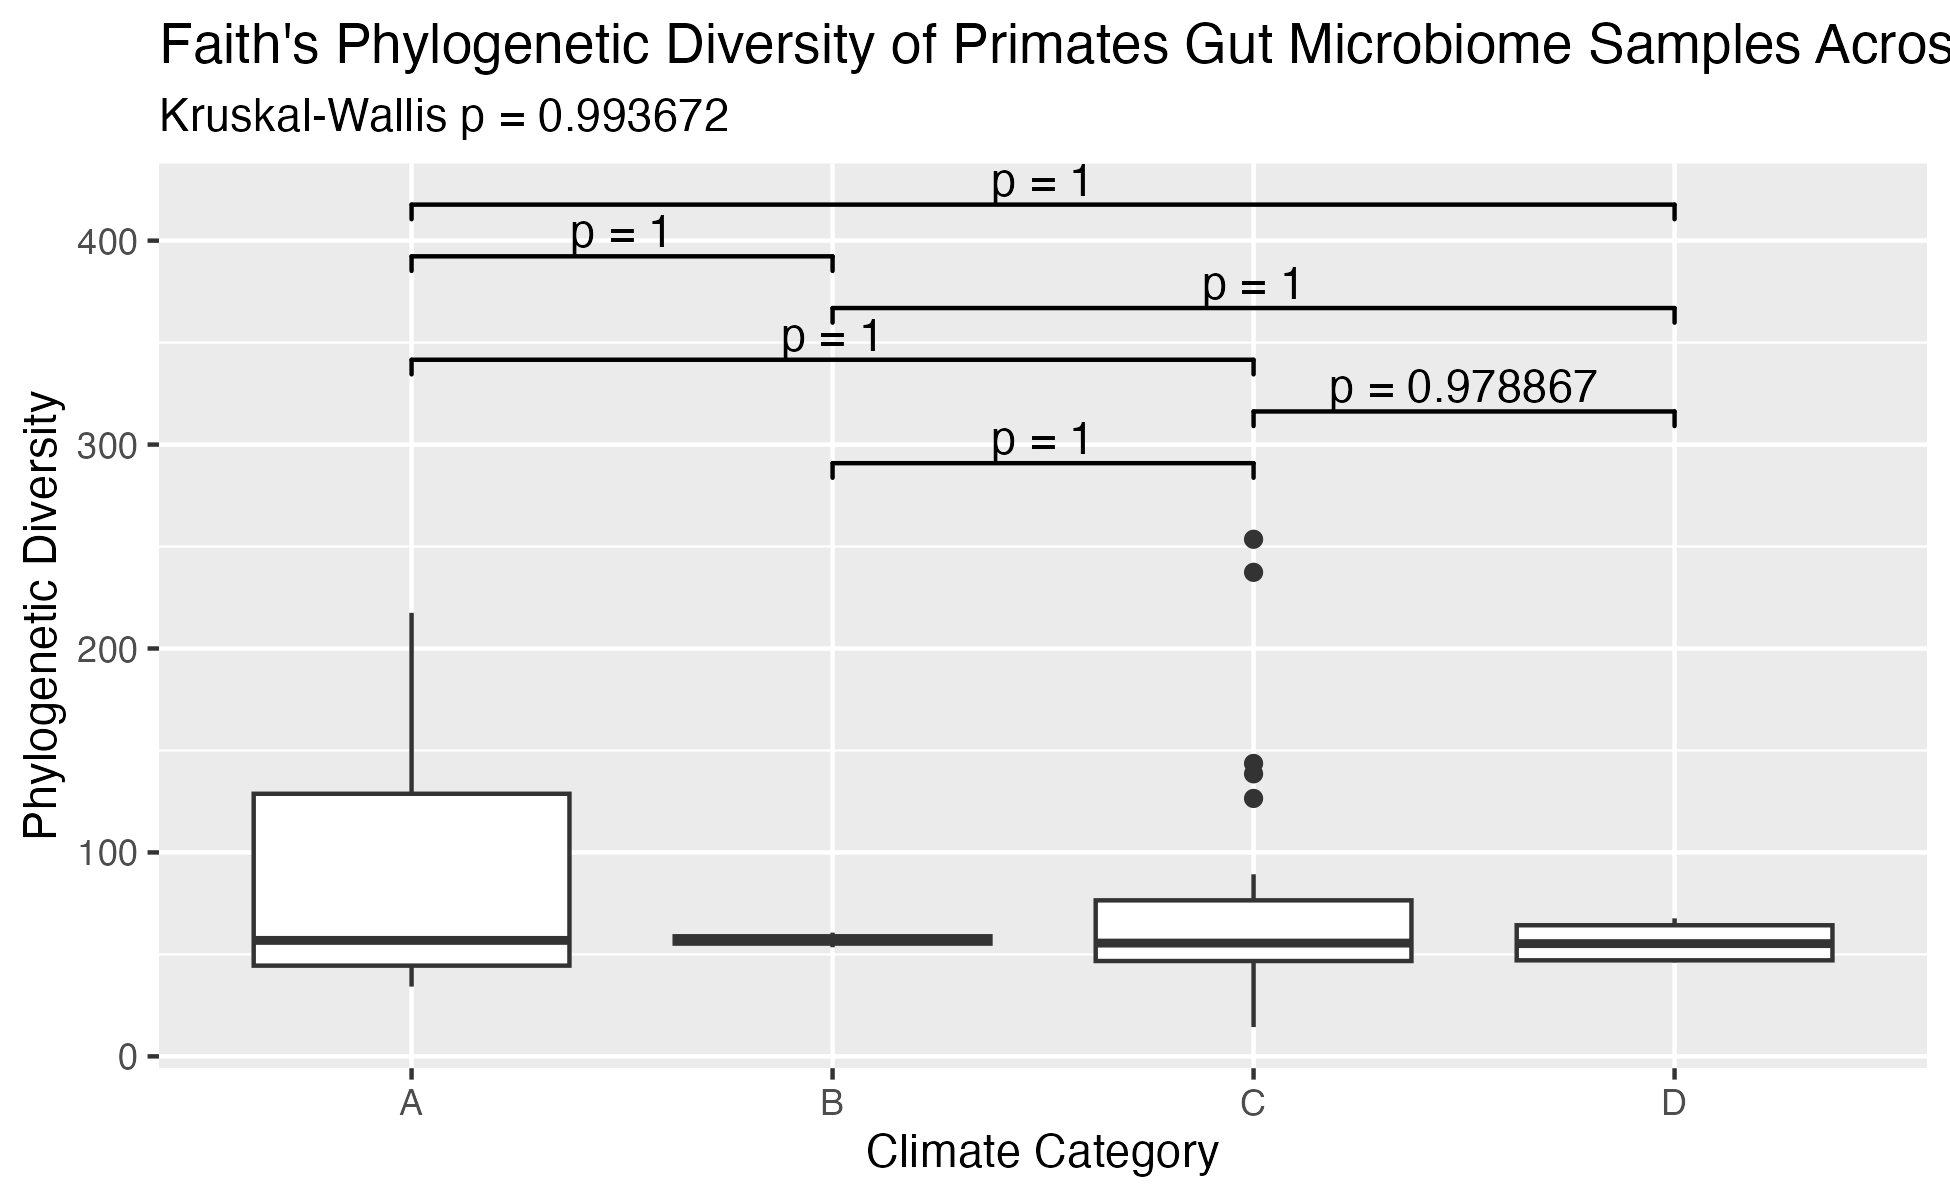 Faith's Phylogenetic Diversity of Primates Gut Microbiome Samples Acros
Kruskal-Wallis p = 0.993672
p = 1
p = 1
p = 1
p = 1
p = 0.978867
p = 1
Phylogenetic Diversity
400
300
200
100
0
A B C D
Climate Category